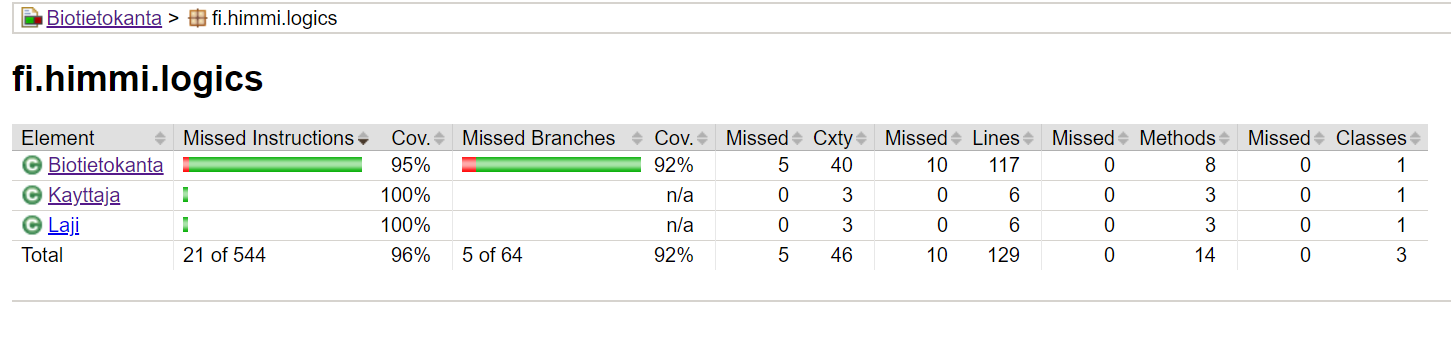 Biotietokanta > fi.himmi.logics
fi.himmi.logics
Element Missed Instructions Cov. Missed Branches Cov. Missed Cxty Missed Lines Missed Methods Missed Classes
C Biotietokanta 95% 92% 5 40 10 117 0 8 0 1
C Kayttaja 100% n/a 0 3 0 6 0 3 0 1
C Laji 100% n/a 0 3 0 6 0 3 0 1
Total 21 of 544 96% 5 of 64 92% 5 46 10 129 0 14 0 3